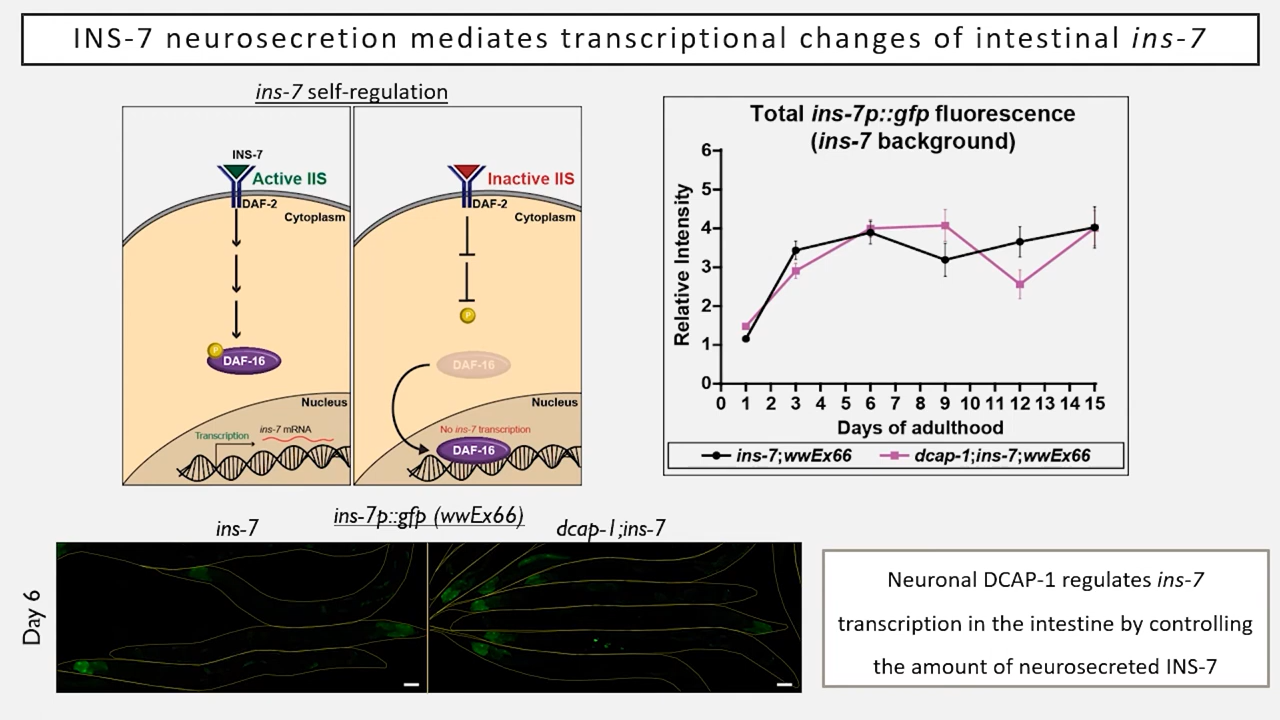 INS-7 neurosecretion mediates transcriptional changes of intestinal ins-7
ins-7 self-regulation
INS-7
Active IIS
DAF-2
Cytoplasm
P
DAF-16
Nucleus
Transcription
ins-7 mRNA
Inactive IIS
DAF-2
Cytoplasm
P
DAF-16
Nucleus
No ins-7 transcription
DAF-16
Total ins-7p::gfp fluorescence
(ins-7 background)
Relative Intensity
6
5
4
3
2
1
0
0 1 2 3 4 5 6 7 8 9 10 11 12 13 14 15
Days of adulthood
ins-7;wwEx66 dcap-1;ins-7;wwEx66
ins-7p::gfp (wwEx66)
ins-7 dcap-1;ins-7
Day 6
Neuronal DCAP-1 regulates ins-7
transcription in the intestine by controlling
the amount of neurosecreted INS-7